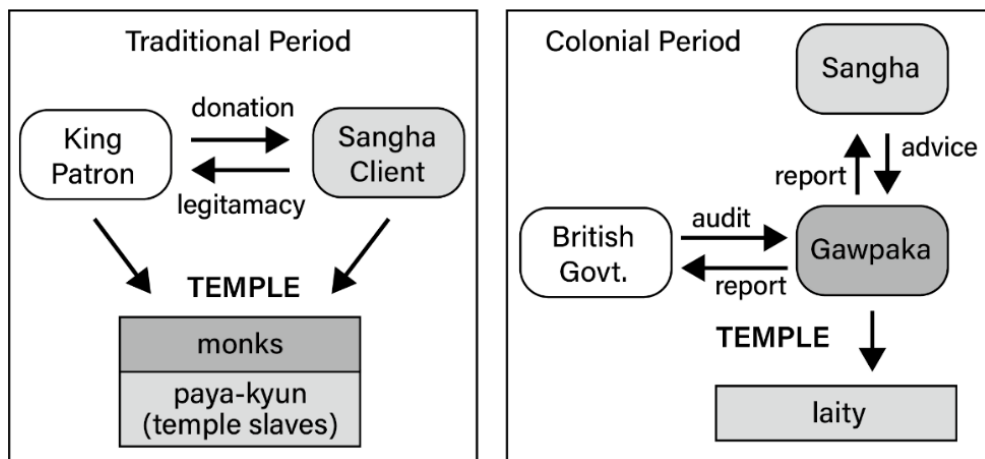 Traditional Period
donation
King
Patron
Sangha
Client
legitamacy
TEMPLE
monks
paya-kyun
(temple slaves)
Colonial Period
Sangha
report
advice
British
Govt.
audit
report
Gawpaka
TEMPLE
laity